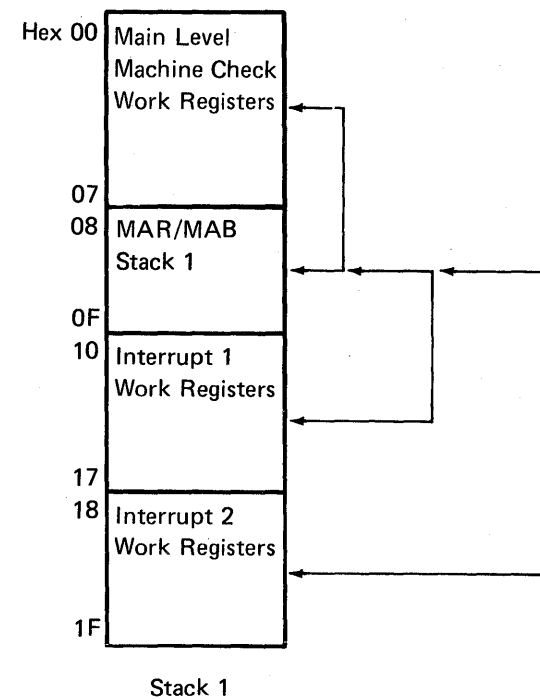 Hex 00
Main Level
Machine Check
Work Registers
07
08
MAR/MAB
Stack 1
0F
10
Interrupt 1
Work Registers
17
18
Interrupt 2
Work Registers
1F
Stack 1